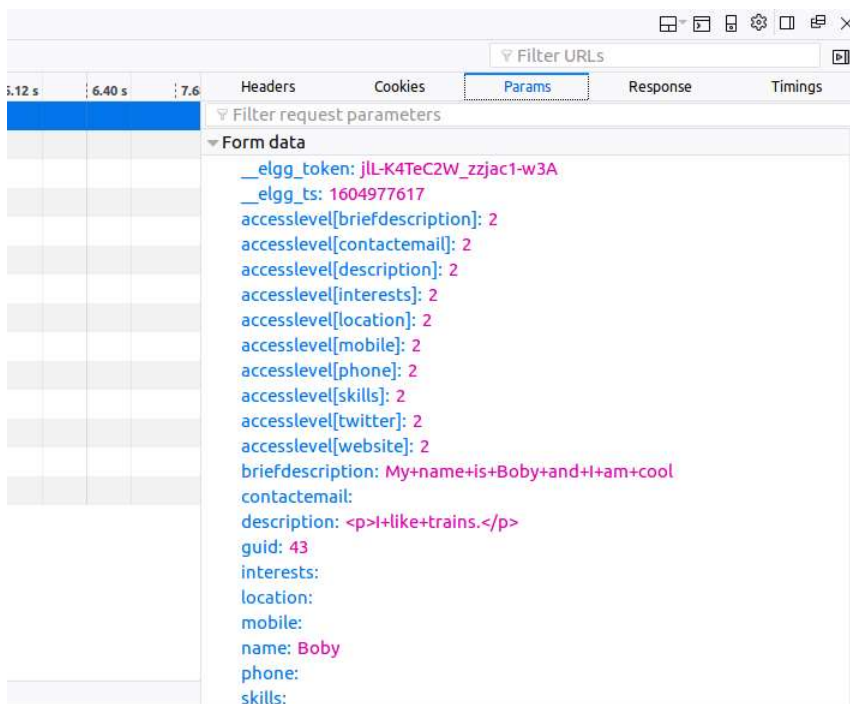 Filter URLs
5.12 s 6.40 s 7.6
Headers Cookies Params Response Timings
Filter request parameters
Form data
__elgg_token: jlL-K4TeC2W_zzjac1-w3A
__elgg_ts: 1604977617
accesslevel[briefdescription]: 2
accesslevel[contactemail]: 2
accesslevel[description]: 2
accesslevel[interests]: 2
accesslevel[location]: 2
accesslevel[mobile]: 2
accesslevel[phone]: 2
accesslevel[skills]: 2
accesslevel[twitter]: 2
accesslevel[website]: 2
briefdescription: My+name+is+Boby+and+I+am+cool
contactemail:
description: <p>I+like+trains.</p>
guid: 43
interests:
location:
mobile:
name: Boby
phone:
skills: